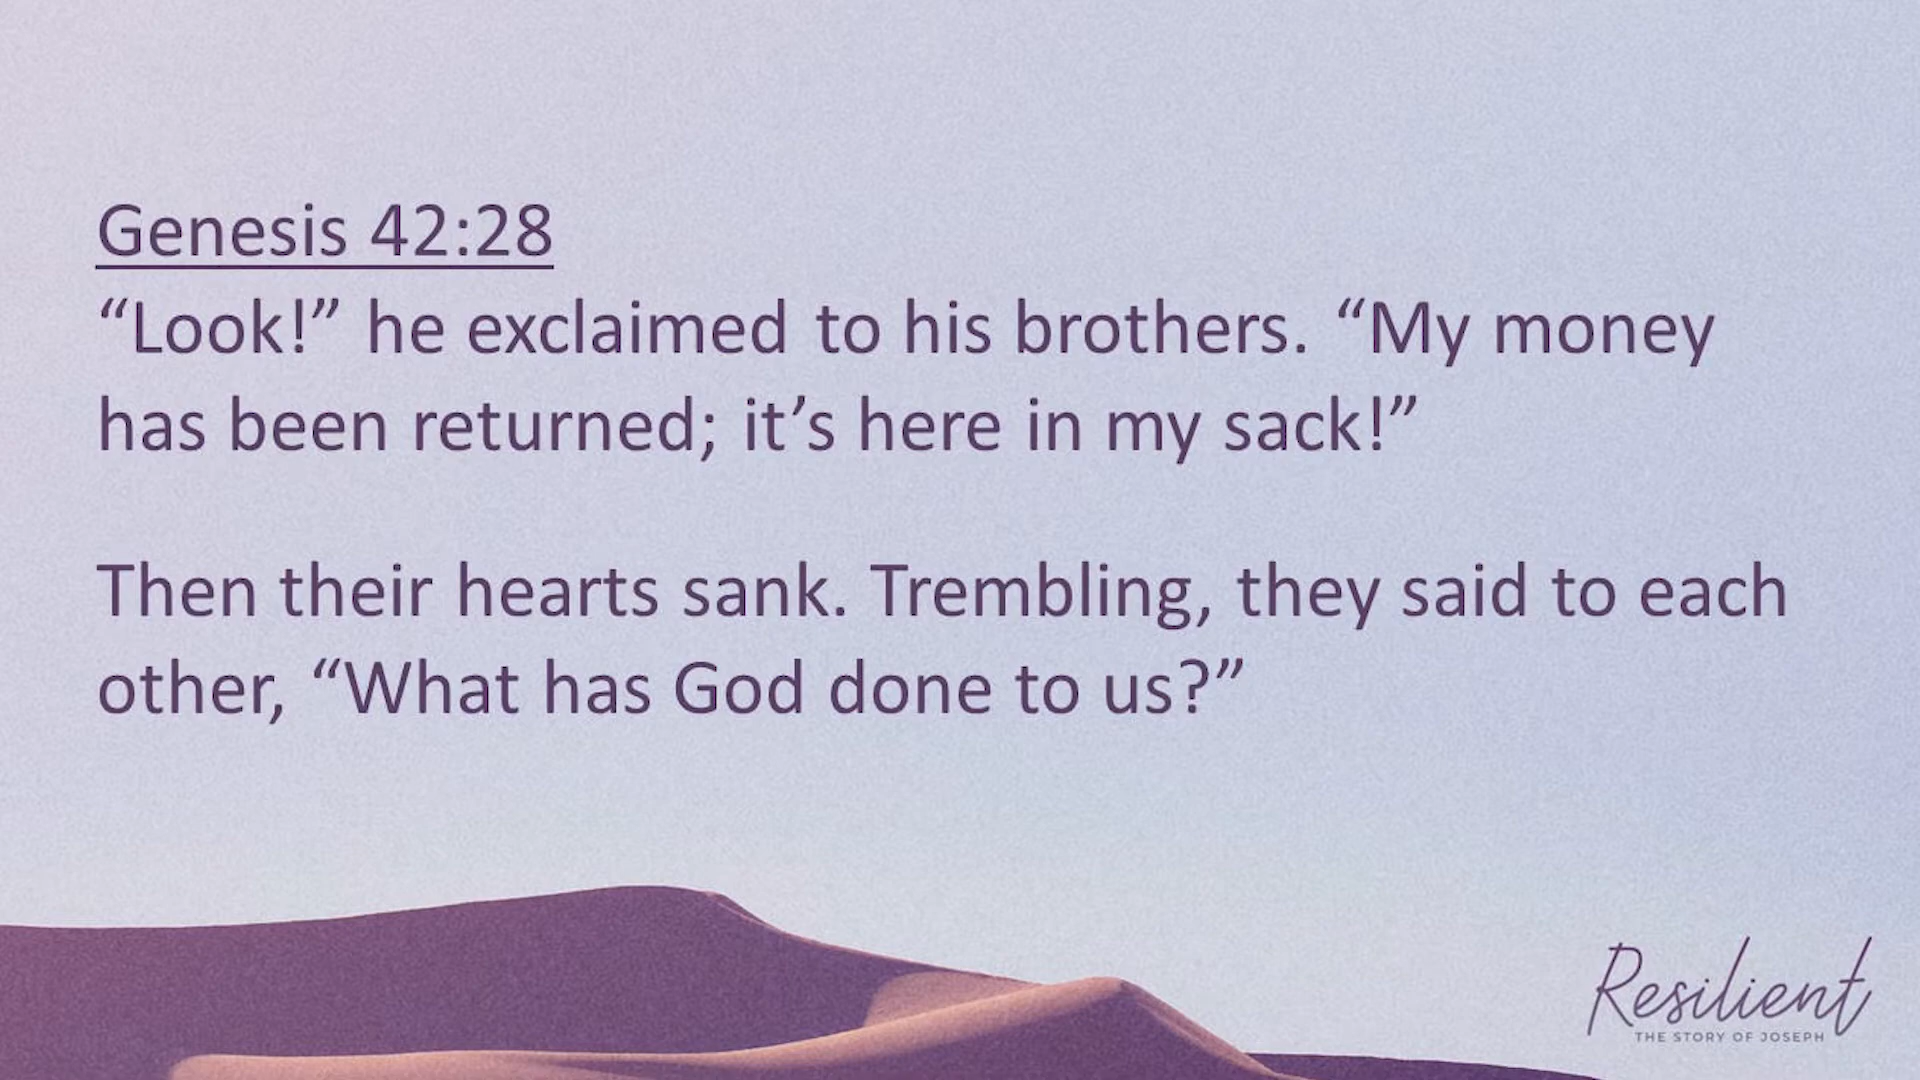 Genesis 42:28
“Look!” he exclaimed to his brothers. “My money
has been returned; it’s here in my sack!”
Then their hearts sank. Trembling, they said to each
other, “What has God done to us?”
Resilient
THE STORY OF JOSEPH